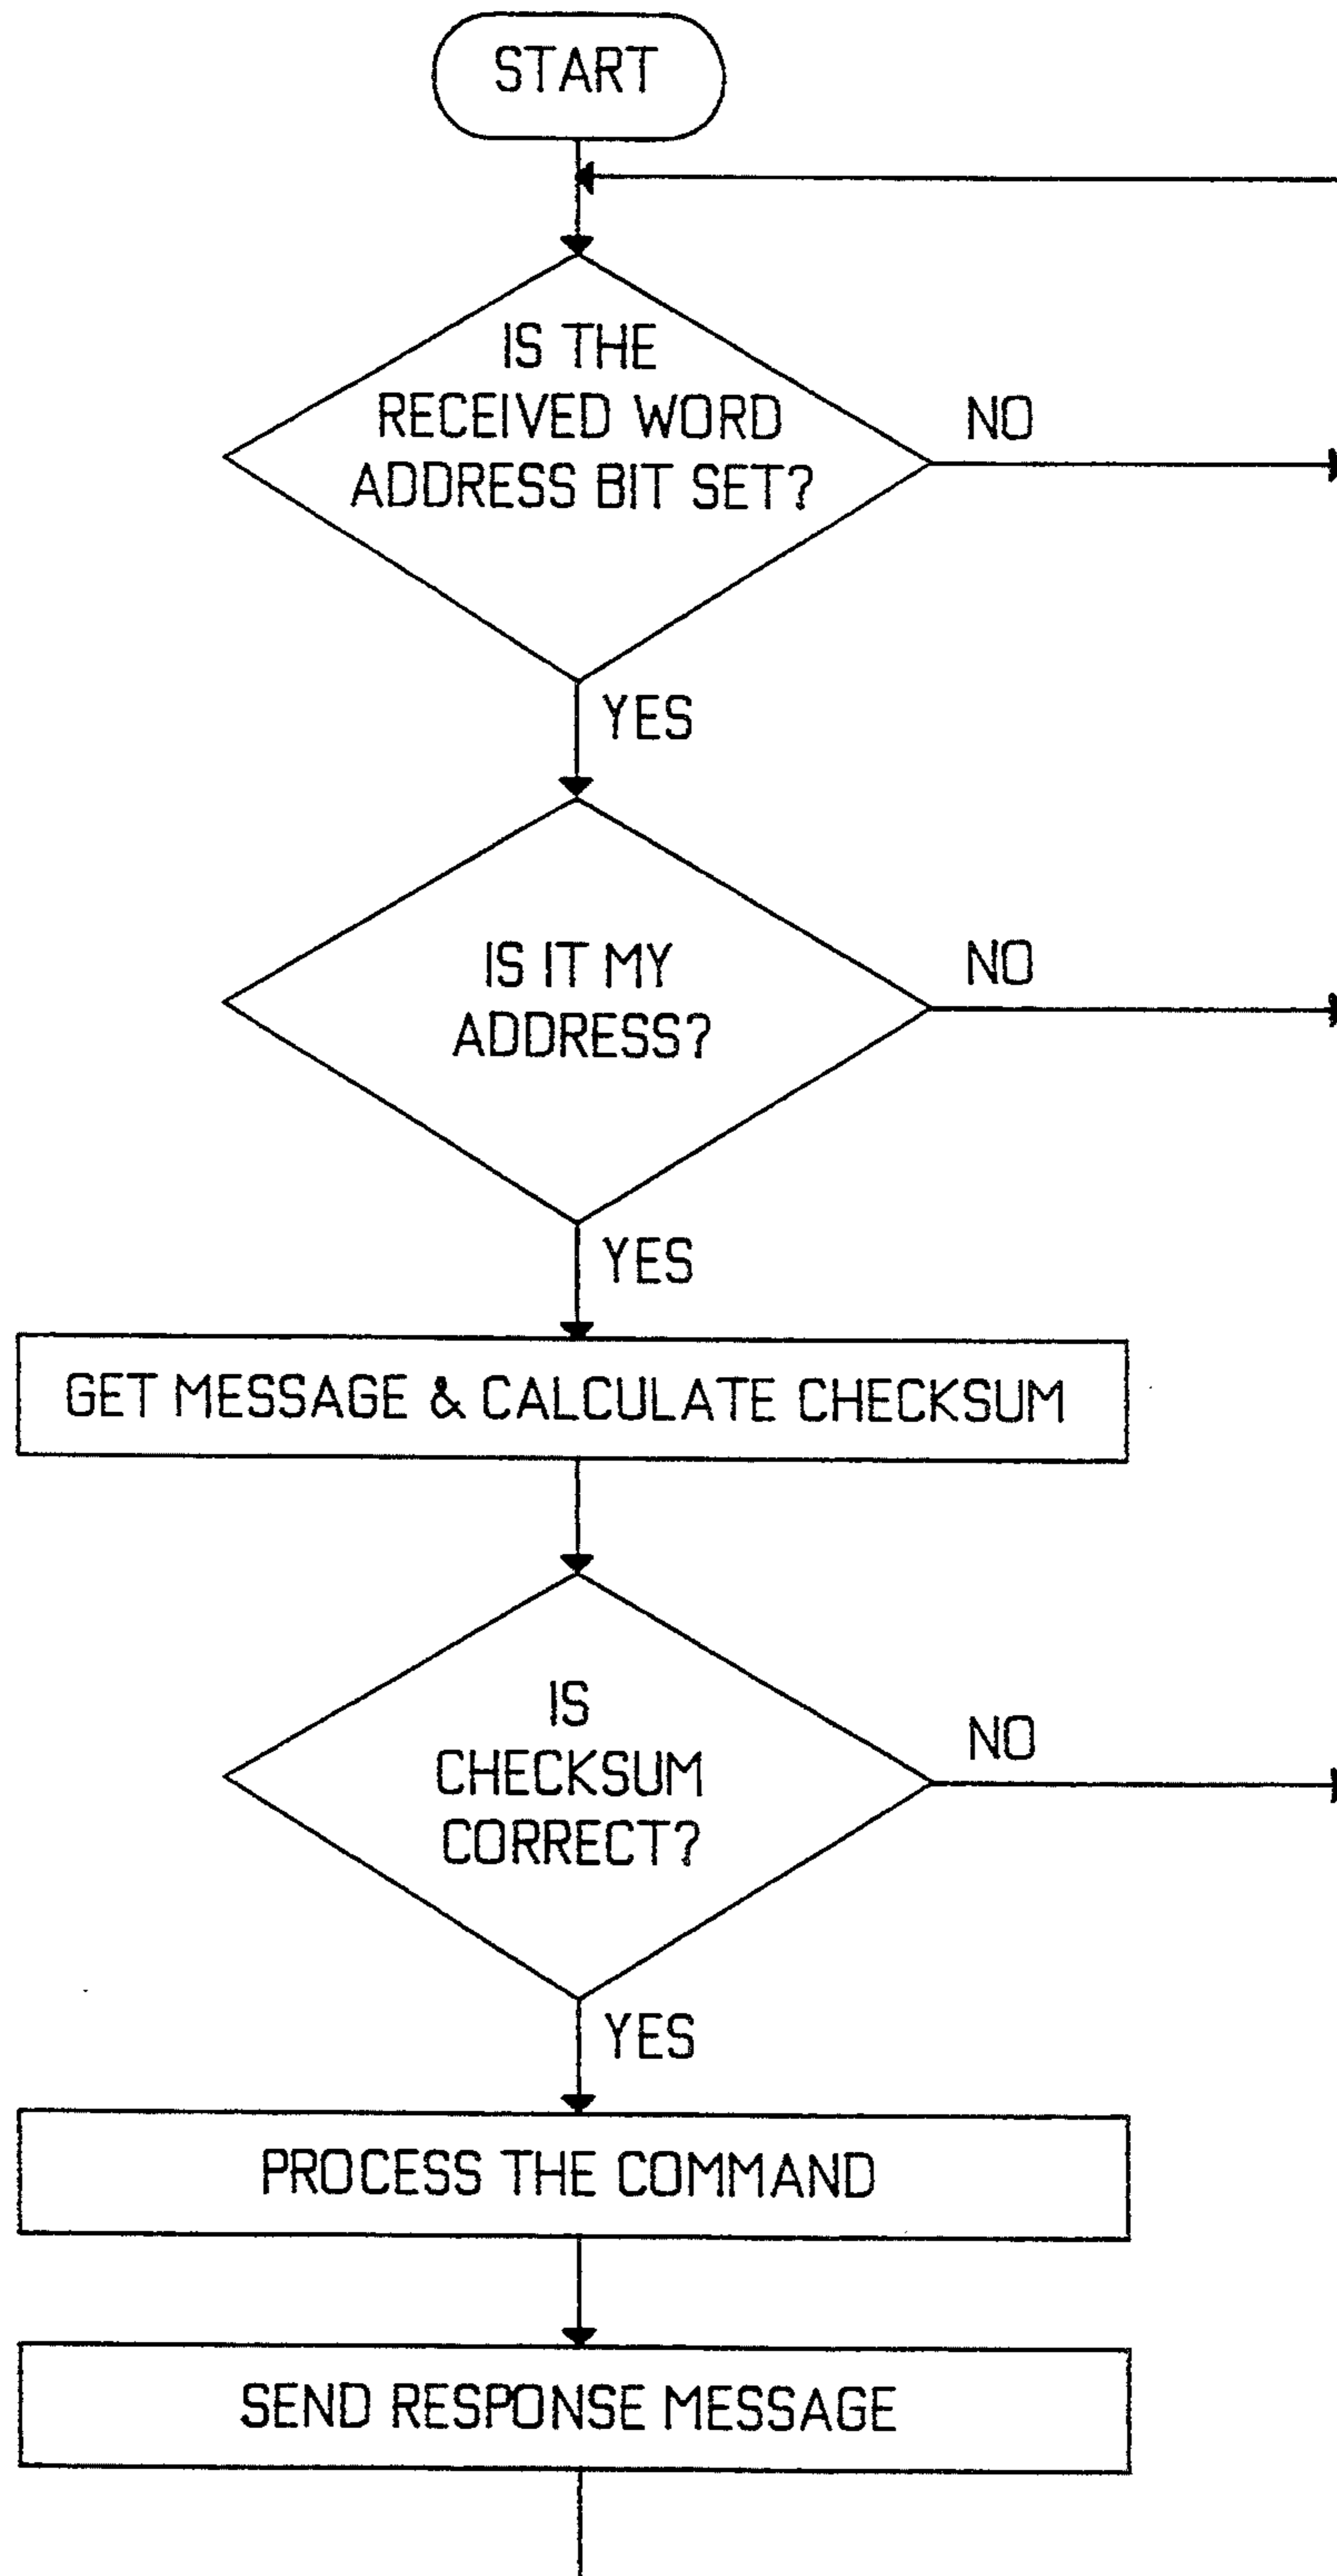 START
IS THE
RECEIVED WORD
ADDRESS BIT SET?
NO
YES
IS IT MY
ADDRESS?
NO
YES
GET MESSAGE & CALCULATE CHECKSUM
IS
CHECKSUM
CORRECT?
NO
YES
PROCESS THE COMMAND
SEND RESPONSE MESSAGE